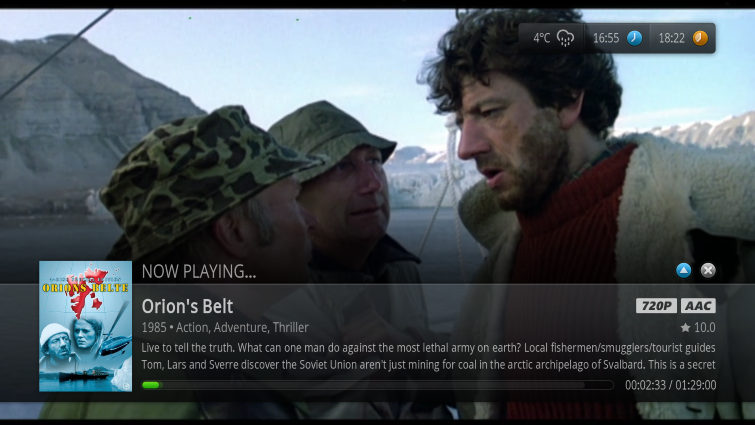 4°C 16:55 18:22
NOW PLAYING...
ORIONS BELTE
Orion's Belt
720P AAC
1985 • Action, Adventure, Thriller
10.0
Live to tell the truth. What can one man do against the most lethal army on earth? Local fishermen/smugglers/tourist guides
Tom, Lars and Sverre discover the Soviet Union aren't just mining for coal in the arctic archipelago of Svalbard. This is a secret
00:02:33 / 01:29:00